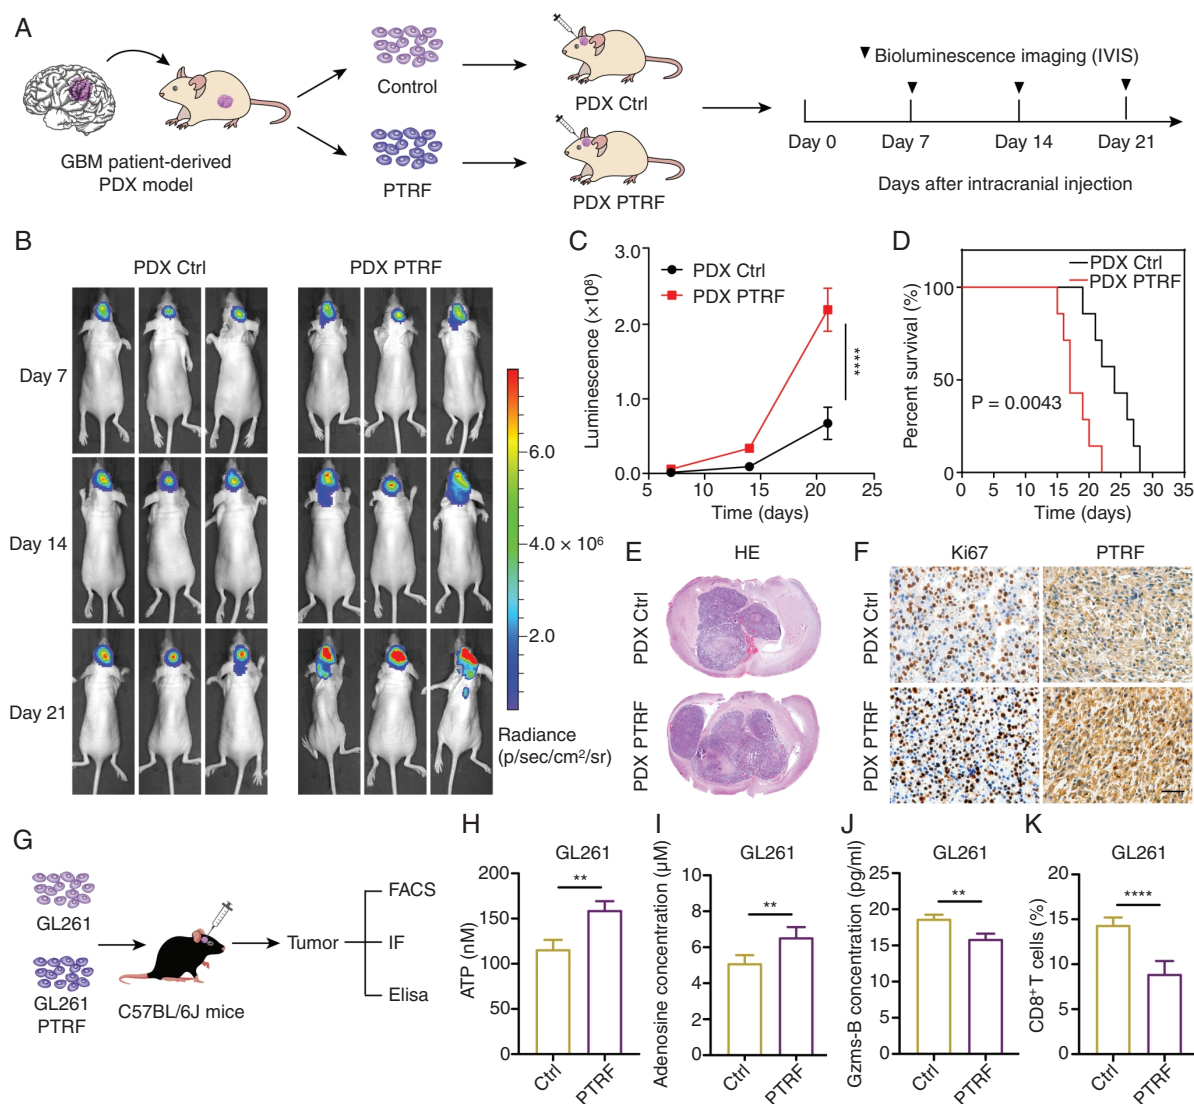 A
GBM patient-derived
PDX model
Control
PTRF
PDX Ctrl
PDX PTRF
Bioluminescence imaging (IVIS)
Day 0
Day 7
Day 14
Day 21
Days after intracranial injection
B
PDX Ctrl
PDX PTRF
Day 7
Day 14
Day 21
6.0
4.0 × 10⁶
2.0
Radiance
(p/sec/cm²/sr)
C
PDX Ctrl
PDX PTRF
Luminescence (×10⁸)
3.0
2.0
1.0
0.0
5
10
15
20
25
Time (days)
****
D
PDX Ctrl
PDX PTRF
Percent survival (%)
100
50
0
P = 0.0043
0
5
10
15
20
25
30
35
Time (days)
E
HE
PDX Ctrl
PDX PTRF
F
Ki67
PTRF
PDX Ctrl
PDX PTRF
G
GL261
GL261
PTRF
C57BL/6J mice
Tumor
FACS
IF
Elisa
H
GL261
**
ATP (nM)
200
150
100
50
0
Ctrl
PTRF
I
GL261
**
Adenosine concentration (µM)
10
8
6
4
2
0
Ctrl
PTRF
J
GL261
**
Gzms-B concentration (pg/ml)
25
20
15
10
5
0
Ctrl
PTRF
K
GL261
****
CD8⁺T cells (%)
20
15
10
5
0
Ctrl
PTRF